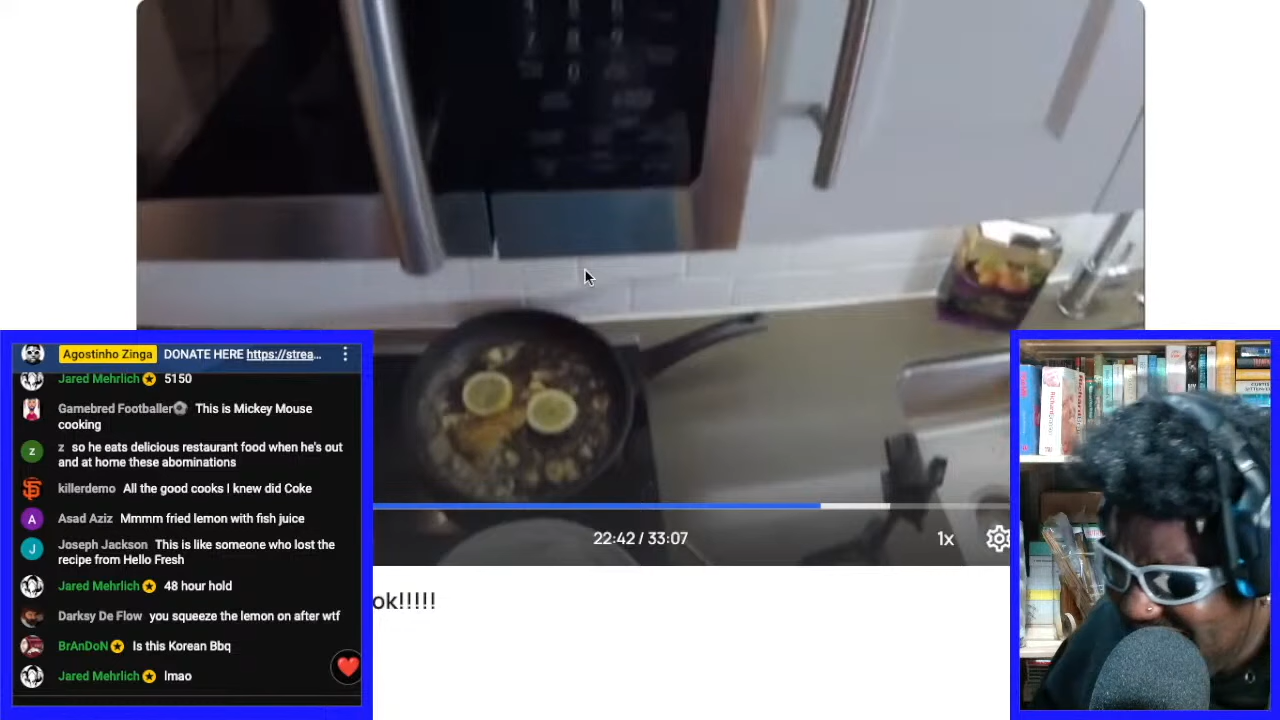 Agostinho Zinga DONATE HERE https://strea...
Jared Mehrlich 5150
Gamebred Footballer This is Mickey Mouse
cooking
z so he eats delicious restaurant food when he's out
and at home these abominations
killerdemo All the good cooks I knew did Coke
Asad Aziz Mmmm fried lemon with fish juice
Joseph Jackson This is like someone who lost the
recipe from Hello Fresh
Jared Mehrlich 48 hour hold
Darksy De Flow you squeeze the lemon on after wtf
BrAnDoN Is this Korean Bbq
Jared Mehrlich lmao
22:42 / 33:07
1x
ok!!!!!